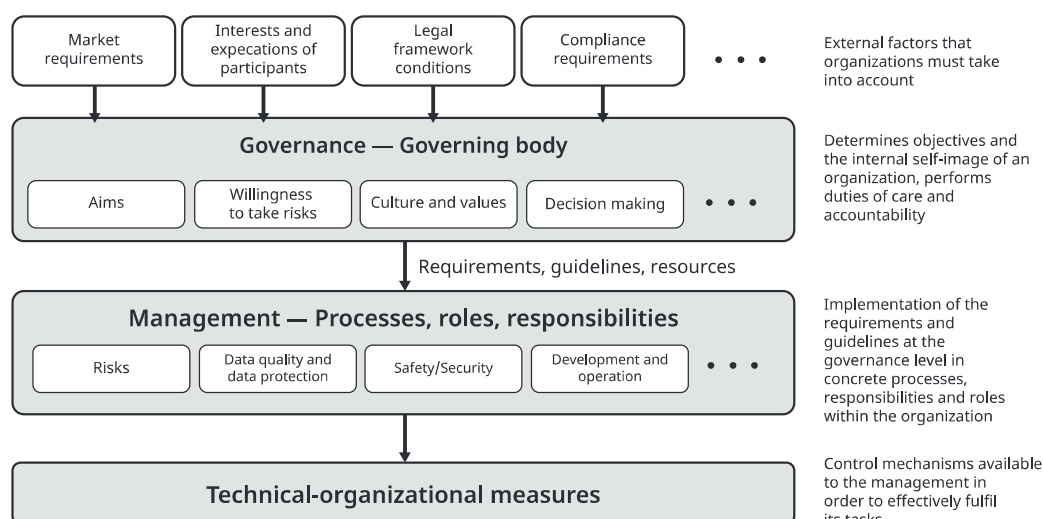 Market
requirements
Interests and
expecations of
participants
Legal
framework
conditions
Compliance
requirements
• • •
External factors that
organizations must take
into account
Governance — Governing body
Aims
Willingness
to take risks
Culture and values
Decision making
• • •
Determines objectives and
the internal self-image of an
organization, performs
duties of care and
accountability
Requirements, guidelines, resources
Management — Processes, roles, responsibilities
Risks
Data quality and
data protection
Safety/Security
Development and
operation
• • •
Implementation of the
requirements and
guidelines at the
governance level in
concrete processes,
responsibilities and roles
within the organization
Technical-organizational measures
Control mechanisms available
to the management in
order to effectively fulfil
its tasks